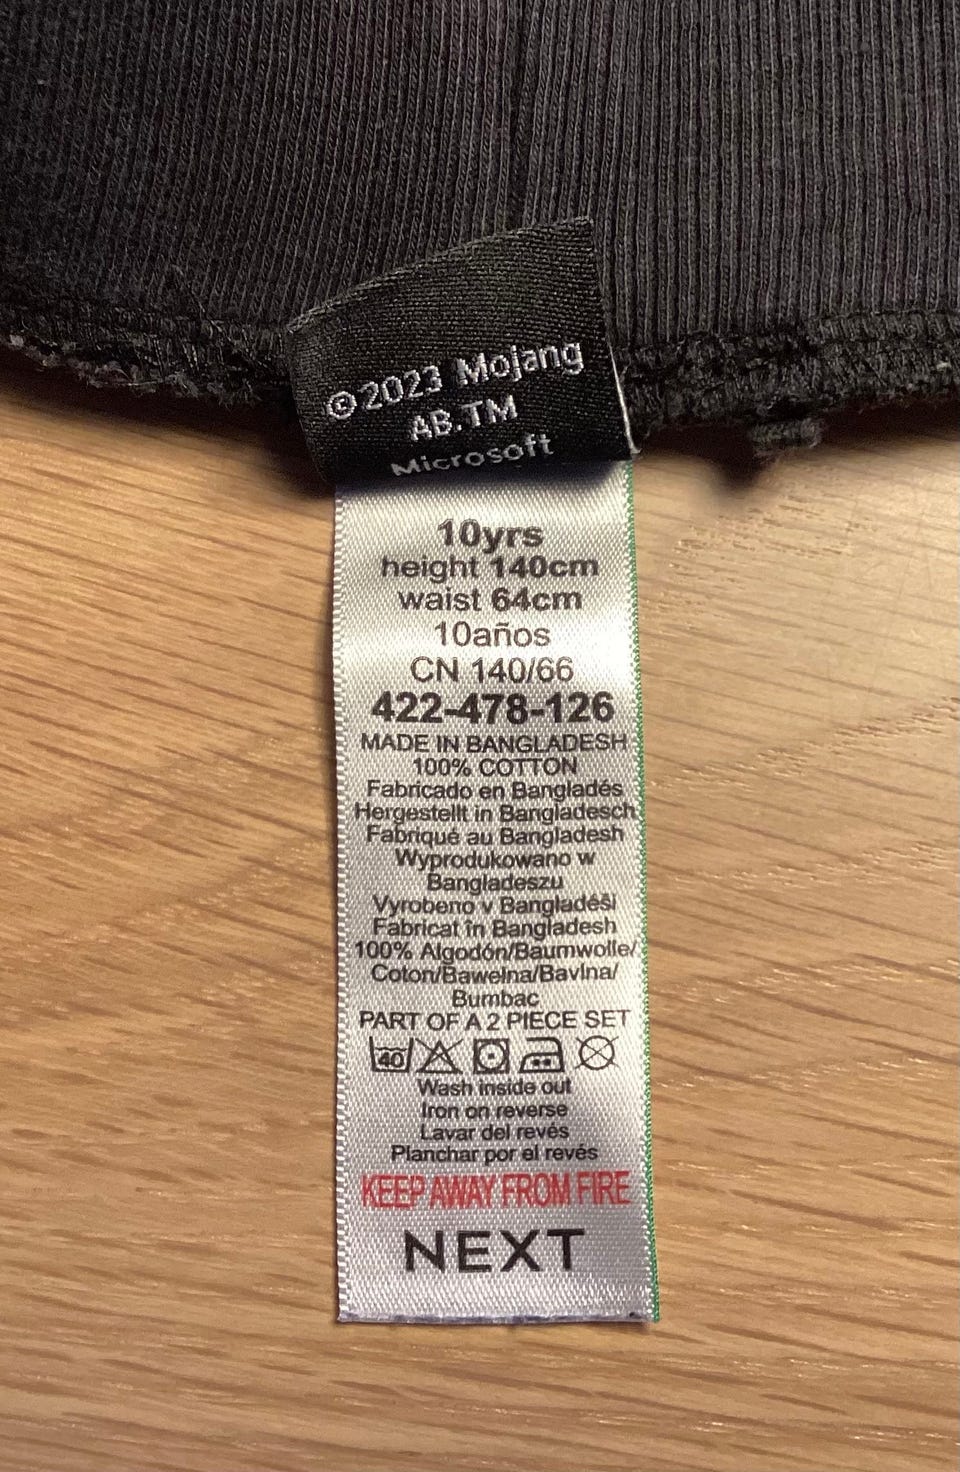 ©2023 Mojang
AB.TM
Microsoft
10yrs
height 140cm
waist 64cm
10años
CN 140/66
422-478-126
MADE IN BANGLADESH
100% COTTON
Fabricado en Bangladés
Hergestellt in Bangladesch
Fabriqué au Bangladesh
Wyprodukowano w
Bangladeszu
Vyrobeno v Bangladéši
Fabricat în Bangladesh
100% Algodón/Baumwolle/
Coton/Bawełna/Bavlna/
Bumbac
PART OF A 2 PIECE SET
40
Wash inside out
Iron on reverse
Lavar del revés
Planchar por el revés
KEEP AWAY FROM FIRE
NEXT